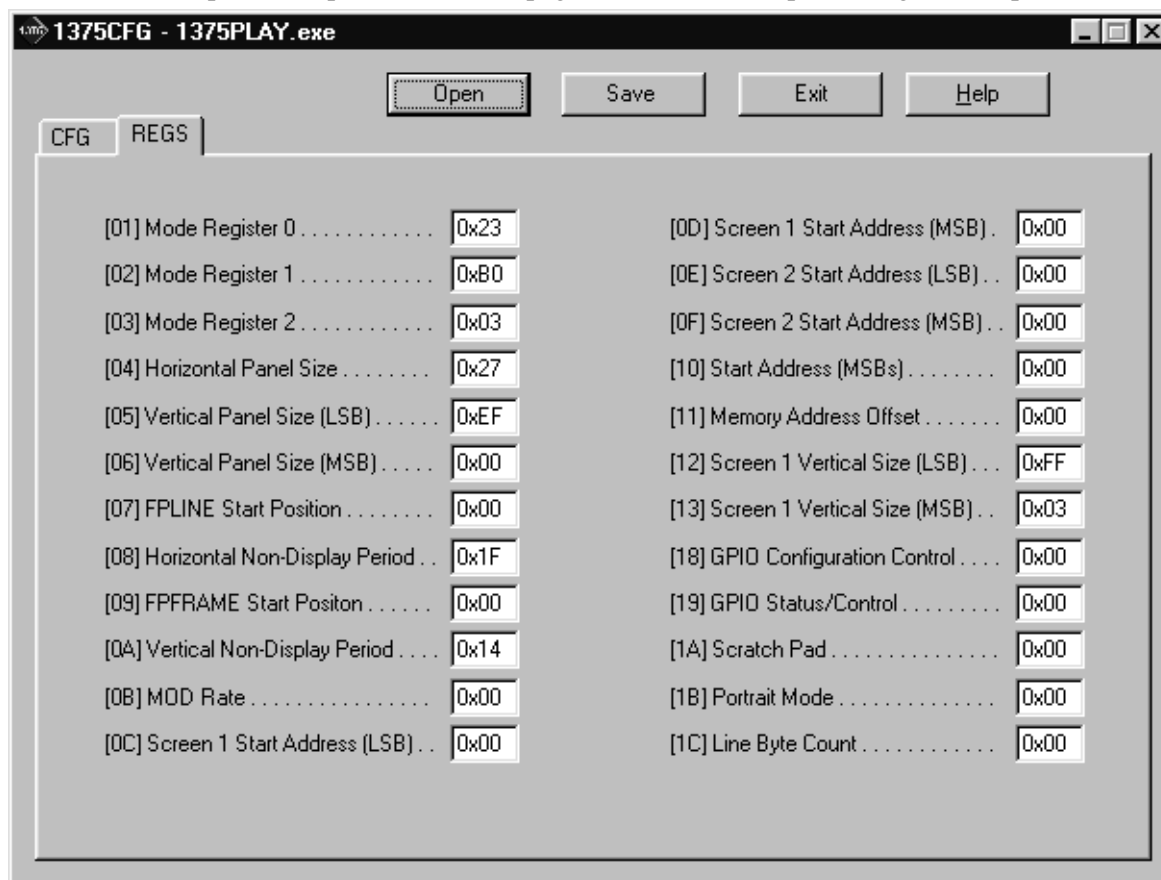 1375CFG - 1375PLAY.exe
Open Save Exit Help
CFG REGS
[01] Mode Register 0 . . . . . . . . . . . . 0x23
[02] Mode Register 1 . . . . . . . . . . . . 0xB0
[03] Mode Register 2 . . . . . . . . . . . . 0x03
[04] Horizontal Panel Size . . . . . . . . 0x27
[05] Vertical Panel Size (LSB) . . . . . . 0xEF
[06] Vertical Panel Size (MSB) . . . . . 0x00
[07] FPLINE Start Position . . . . . . . . 0x00
[08] Horizontal Non-Display Period . . 0x1F
[09] FPFRAME Start Positon . . . . . . 0x00
[0A] Vertical Non-Display Period . . . . 0x14
[0B] MOD Rate . . . . . . . . . . . . . . . . 0x00
[0C] Screen 1 Start Address (LSB) . . 0x00
[0D] Screen 1 Start Address (MSB) . 0x00
[0E] Screen 2 Start Address (LSB) . . 0x00
[0F] Screen 2 Start Address (MSB) . . 0x00
[10] Start Address (MSBs) . . . . . . . . 0x00
[11] Memory Address Offset . . . . . . . 0x00
[12] Screen 1 Vertical Size (LSB) . . . 0xFF
[13] Screen 1 Vertical Size (MSB) . . 0x03
[18] GPIO Configuration Control . . . . 0x00
[19] GPIO Status/Control . . . . . . . . . 0x00
[1A] Scratch Pad . . . . . . . . . . . . . . . 0x00
[1B] Portrait Mode . . . . . . . . . . . . . . 0x00
[1C] Line Byte Count . . . . . . . . . . . . 0x00